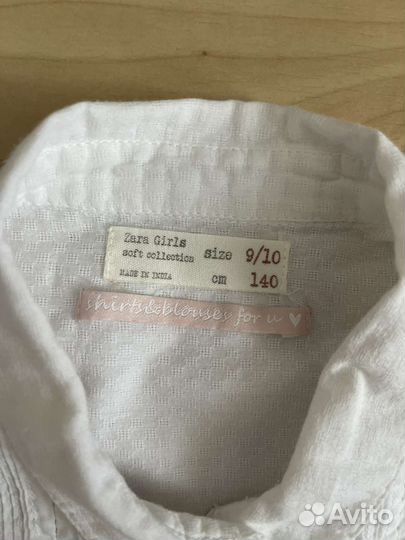 Zara Girls size 9/10
soft collection
MADE IN INDIA cm 140
shirts&blouses for u ♥
Avito